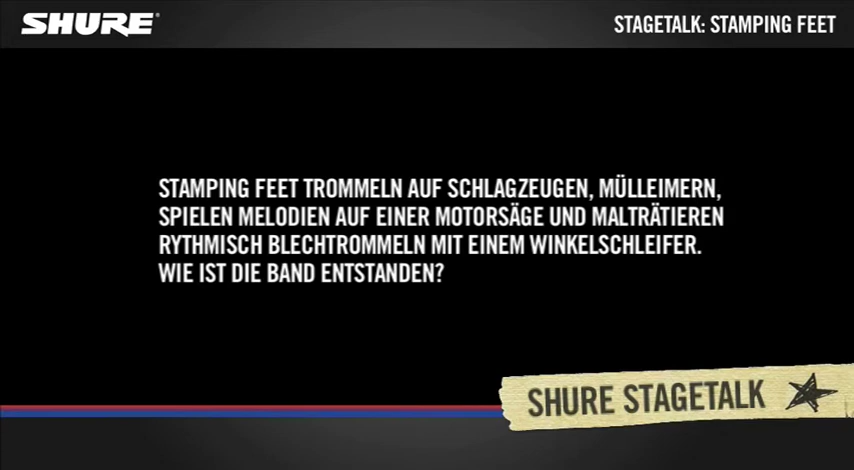 SHURE
STAGETALK: STAMPING FEET
STAMPING FEET TROMMELN AUF SCHLAGZEUGEN, MÜLLEIMERN,
SPIELEN MELODIEN AUF EINER MOTORSÄGE UND MALTRÄTIEREN
RYTHMISCH BLECHTROMMELN MIT EINEM WINKELSCHLEIFER.
WIE IST DIE BAND ENTSTANDEN?
SHURE STAGETALK